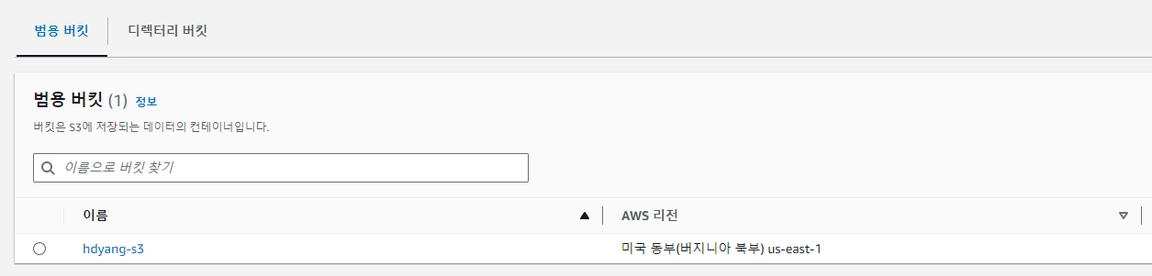 범용 버킷 디렉터리 버킷
범용 버킷 (1) 정보
버킷은 S3에 저장되는 데이터의 컨테이너입니다.
이름으로 버킷 찾기
이름 AWS 리전
hdyang-s3 미국 동부(버지니아 북부) us-east-1